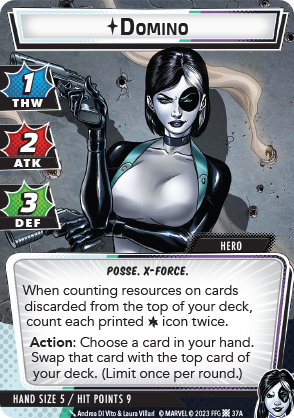 DOMINO
1
THW
2
ATK
3
DEF
HERO
POSSE. X-FORCE.
When counting resources on cards
discarded from the top of your deck,
count each printed icon twice.
Action: Choose a card in your hand.
Swap that card with the top card of
your deck. (Limit once per round.)
HAND SIZE 5 / HIT POINTS 9
Andrea Di Vito & Laura Villari © MARVEL © 2023 FFG 37A